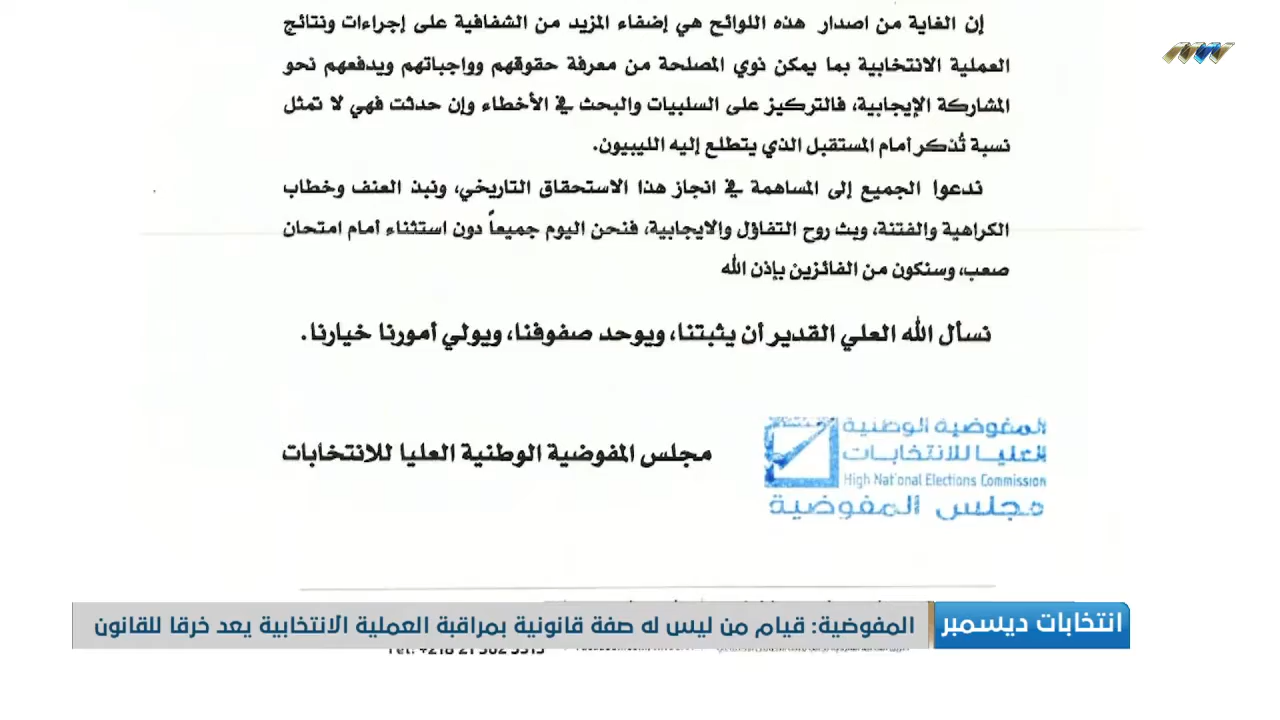 إن الغاية من اصدار هذه اللوائح هي إضفاء المزيد من الشفافية على إجراءات ونتائج
العملية الانتخابية بما يمكن نوي المصلحة من معرفة حقوقهم وواجباتهم ويدفعهم نحو
المشاركة الإيجابية، فالتركيز على السلبيات والبحث في الأخطاء وإن حدثت فهي لا تمثل
نسبة تُذكر أمام المستقبل الذي يتطلع إليه الليبيون.
ندعوا الجميع إلى المساهمة في انجاز هذا الاستحقاق التاريخي، ونبذ العنف وخطاب
الكراهية والفتنة، وبث روح التفاؤل والايجابية، فنحن اليوم جميعاً دون استثناء أمام امتحان
صعب، وسنكون من الفائزين بإذن الله
نسأل الله العلي القدير أن يثبتنا، ويوحد صفوفنا، ويولي أمورنا خيارنا.
المفوضية الوطنية
العليا للانتخابات
High National Elections Commission
مجلس المفوضية
مجلس المفوضية الوطنية العليا للانتخابات
انتخابات ديسمبر
المفوضية: قيام من ليس له صفة قانونية بمراقبة العملية الانتخابية يعد خرقا للقانون